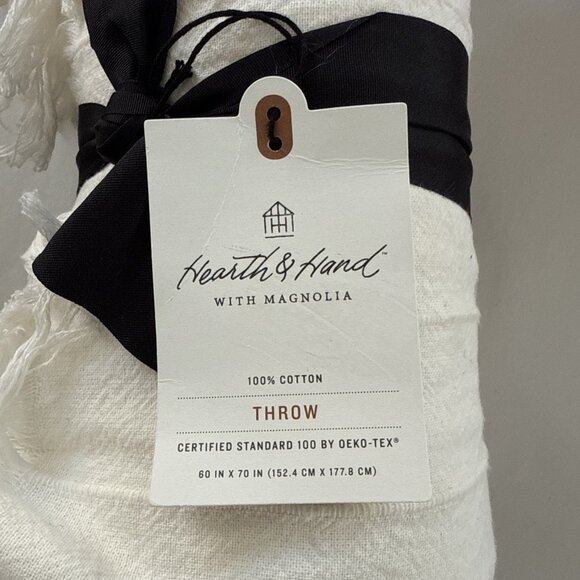 Hearth & Hand™
WITH MAGNOLIA
100% COTTON
THROW
CERTIFIED STANDARD 100 BY OEKO-TEX®
60 IN X 70 IN (152.4 CM X 177.8 CM)